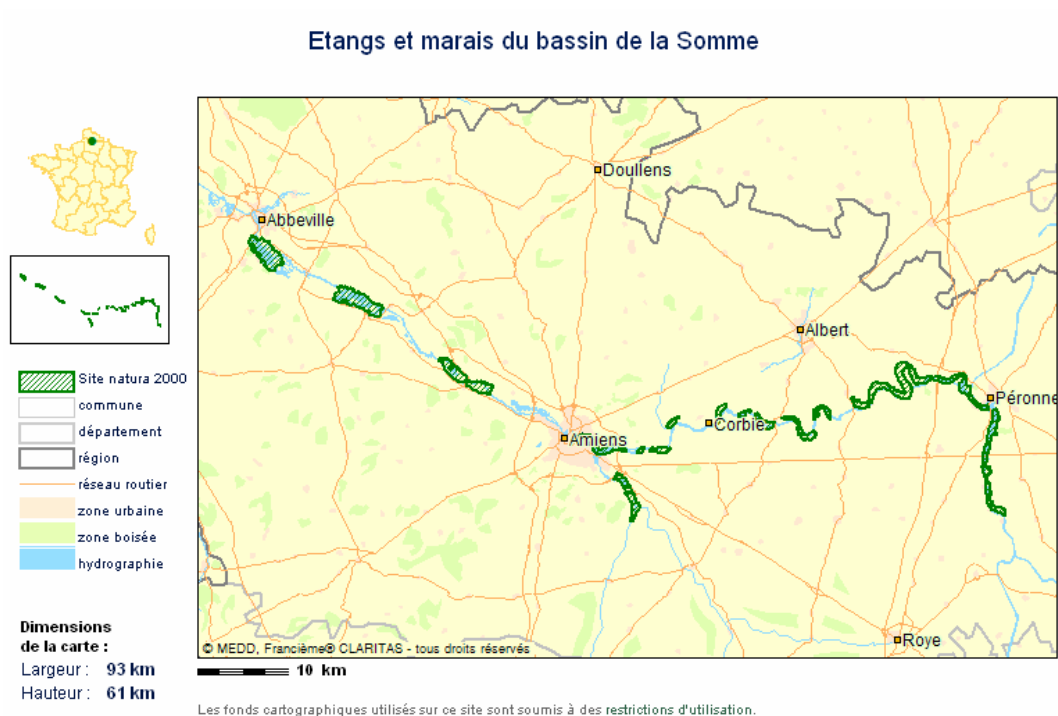 Etangs et marais du bassin de la Somme
Doullens
Abbeville
Albert
Péronne
Corbie
Amiens
Roye
© MEDD, Francième® CLARITAS - tous droits réservés
Site natura 2000
commune
département
région
réseau routier
zone urbaine
zone boisée
hydrographie
Dimensions
de la carte :
Largeur : 93 km
Hauteur : 61 km
10 km
Les fonds cartographiques utilisés sur ce site sont soumis à des restrictions d'utilisation.